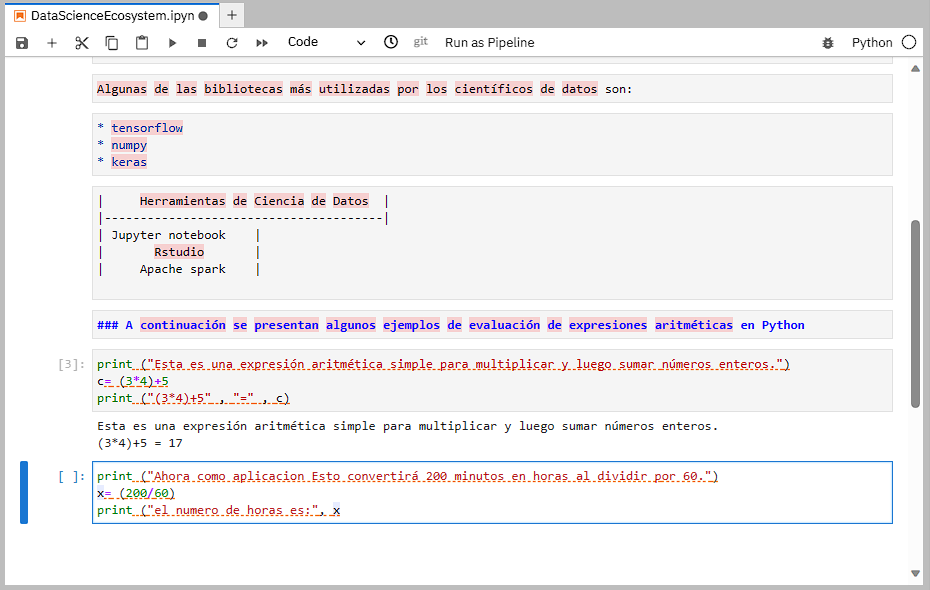 DataScienceEcosystem.ipyn
Code
git
Run as Pipeline
Python
Algunas de las bibliotecas más utilizadas por los científicos de datos son:
* tensorflow
* numpy
* keras
|     Herramientas de Ciencia de Datos  |
|---------------------------------------|
| Jupyter notebook    |
|       Rstudio       |
|     Apache spark    |
### A continuación se presentan algunos ejemplos de evaluación de expresiones aritméticas en Python
[3]: print ("Esta es una expresión aritmética simple para multiplicar y luego sumar números enteros.")
c= (3*4)+5
print ("(3*4)+5" , "=" , c)
Esta es una expresión aritmética simple para multiplicar y luego sumar números enteros.
(3*4)+5 = 17
[ ]: print ("Ahora como aplicacion Esto convertirá 200 minutos en horas al dividir por 60.")
x= (200/60)
print ("el numero de horas es:", x